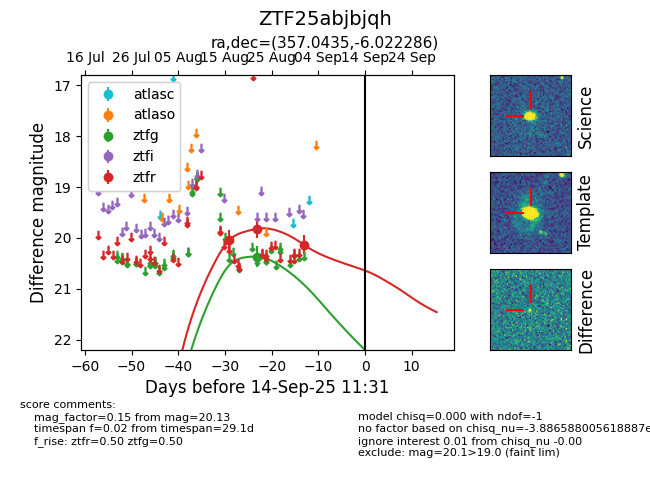 ZTF25abjbjqh
ra,dec=(357.0435,-6.022286)
16 Jul 26 Jul 05 Aug 15 Aug 25 Aug 04 Sep 14 Sep 24 Sep
17
18
19
20
21
22
Difference magnitude
atlasc
atlaso
ztfg
ztfi
ztfr
−60 −50 −40 −30 −20 −10 0 10
Days before 14-Sep-25 11:31
Science
Template
Difference
score comments:
mag_factor=0.15 from mag=20.13
timespan f=0.02 from timespan=29.1d
f_rise: ztfr=0.50 ztfg=0.50
model chisq=0.000 with ndof=-1
no factor based on chisq_nu=-3.886588005618887e
ignore interest 0.01 from chisq_nu -0.00
exclude: mag=20.1>19.0 (faint lim)